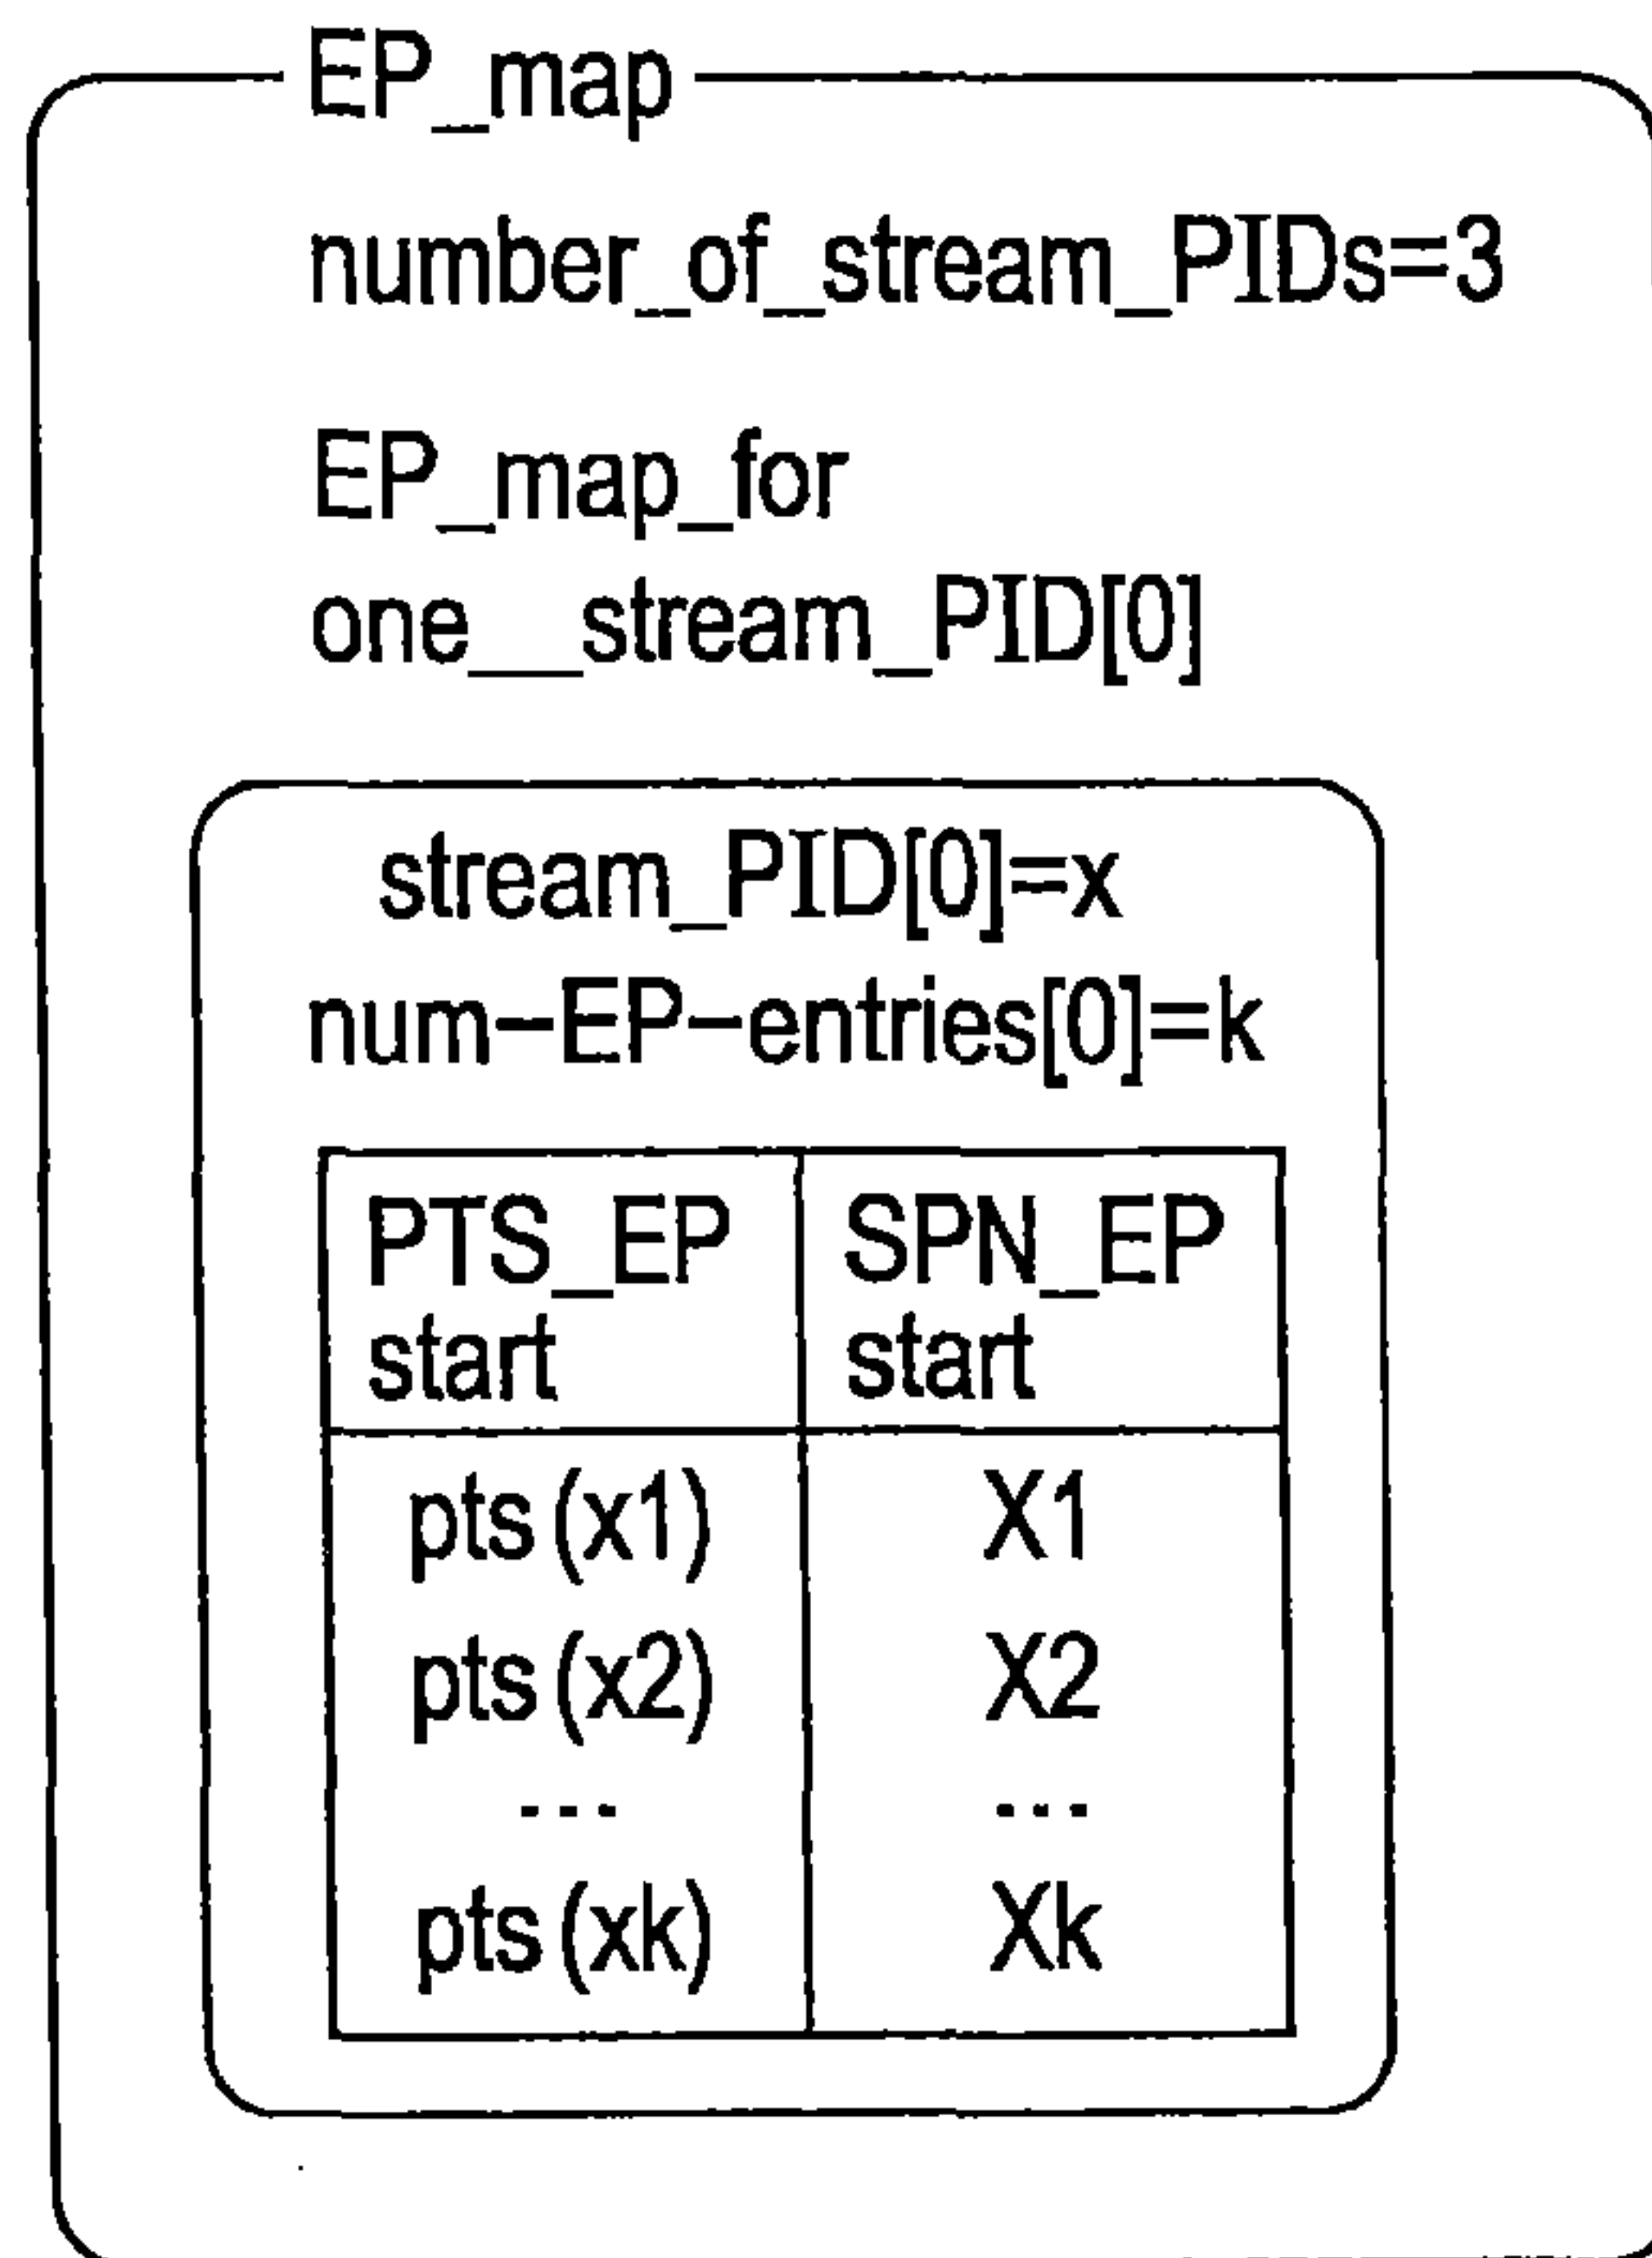 EP_map
number_of_stream_PIDs=3
EP_map_for
one__stream_PID[0]
stream_PID[0]=x
num-EP-entries[0]=k
PTS_EP SPN_EP
start start
pts(x1) X1
pts(x2) X2
--- ---
pts(xk) Xk